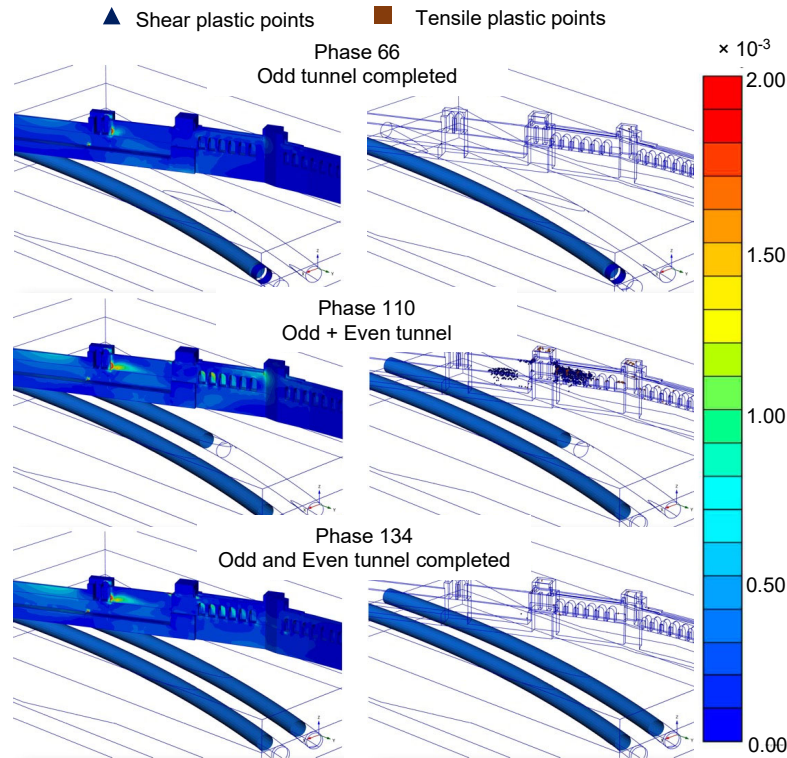 Shear plastic points
Tensile plastic points
Phase 66
Odd tunnel completed
× 10-3
2.00
1.50
1.00
0.50
0.00
Phase 110
Odd + Even tunnel
Phase 134
Odd and Even tunnel completed